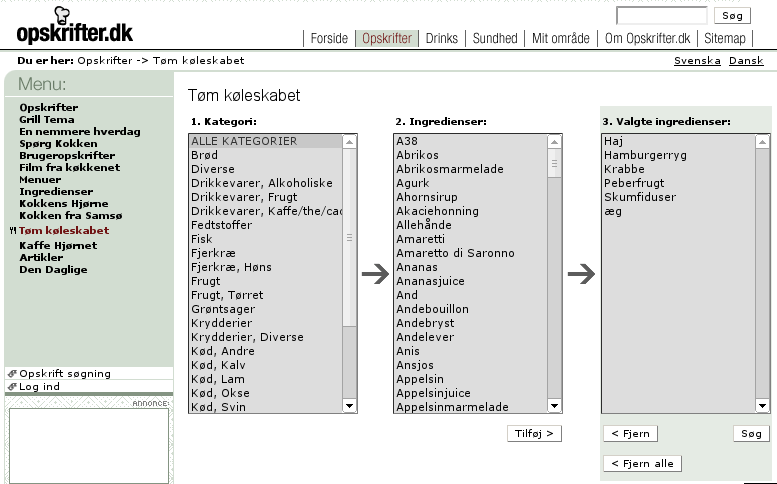 opskrifter.dk
Søg
Forside
Opskrifter
Drinks
Sundhed
Mit område
Om Opskrifter.dk
Sitemap
Du er her: Opskrifter -> Tøm køleskabet
Svenska
Dansk
Menu:
Opskrifter
Grill Tema
En nemmere hverdag
Spørg Kokken
Brugeropskrifter
Film fra køkkenet
Menuer
Ingredienser
Kokkens Hjørne
Kokken fra Samsø
Tøm køleskabet
Kaffe Hjørnet
Artikler
Den Daglige
Opskrift søgning
Log ind
ANNONCE:
Tøm køleskabet
1. Kategori:
ALLE KATEGORIER
Brød
Diverse
Drikkevarer, Alkoholiske
Drikkevarer, Frugt
Drikkevarer, Kaffe/the/cac
Fedtstoffer
Fisk
Fjerkræ
Fjerkræ, Høns
Frugt
Frugt, Tørret
Grøntsager
Krydderier
Krydderier, Diverse
Kød, Andre
Kød, Kalv
Kød, Lam
Kød, Okse
Kød, Svin
2. Ingredienser:
A38
Abrikos
Abrikosmarmelade
Agurk
Ahornsirup
Akaciehonning
Allehånde
Amaretti
Amaretto di Saronno
Ananas
Ananasjuice
And
Andebouillon
Andebryst
Andelever
Anis
Ansjos
Appelsin
Appelsinjuice
Appelsinmarmelade
Tilføj >
3. Valgte ingredienser:
Haj
Hamburgerryg
Krabbe
Peberfrugt
Skumfiduser
æg
< Fjern
Søg
< Fjern alle